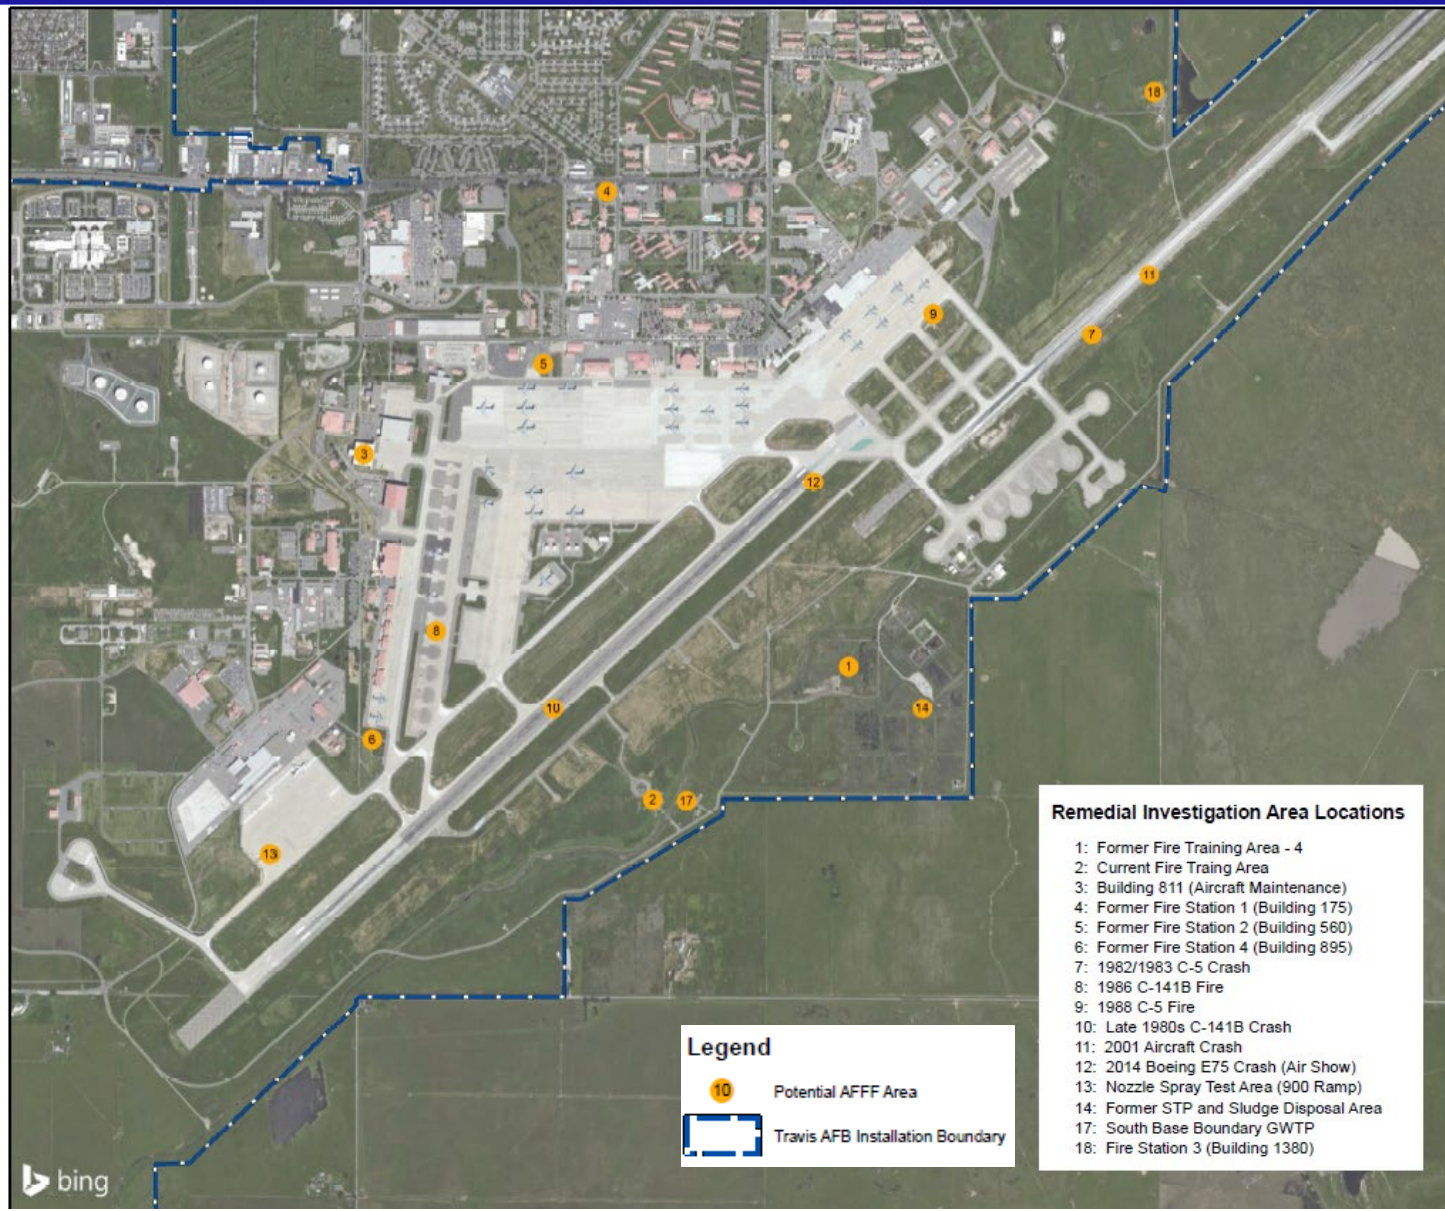 18
4
11
9
7
5
3
12
8
1
10
14
6
2
17
13
Remedial Investigation Area Locations
1: Former Fire Training Area - 4
2: Current Fire Traing Area
3: Building 811 (Aircraft Maintenance)
4: Former Fire Station 1 (Building 175)
5: Former Fire Station 2 (Building 560)
6: Former Fire Station 4 (Building 895)
7: 1982/1983 C-5 Crash
8: 1986 C-141B Fire
9: 1988 C-5 Fire
10: Late 1980s C-141B Crash
11: 2001 Aircraft Crash
12: 2014 Boeing E75 Crash (Air Show)
13: Nozzle Spray Test Area (900 Ramp)
14: Former STP and Sludge Disposal Area
17: South Base Boundary GWTP
18: Fire Station 3 (Building 1380)
Legend
10 Potential AFFF Area
Travis AFB Installation Boundary
bing